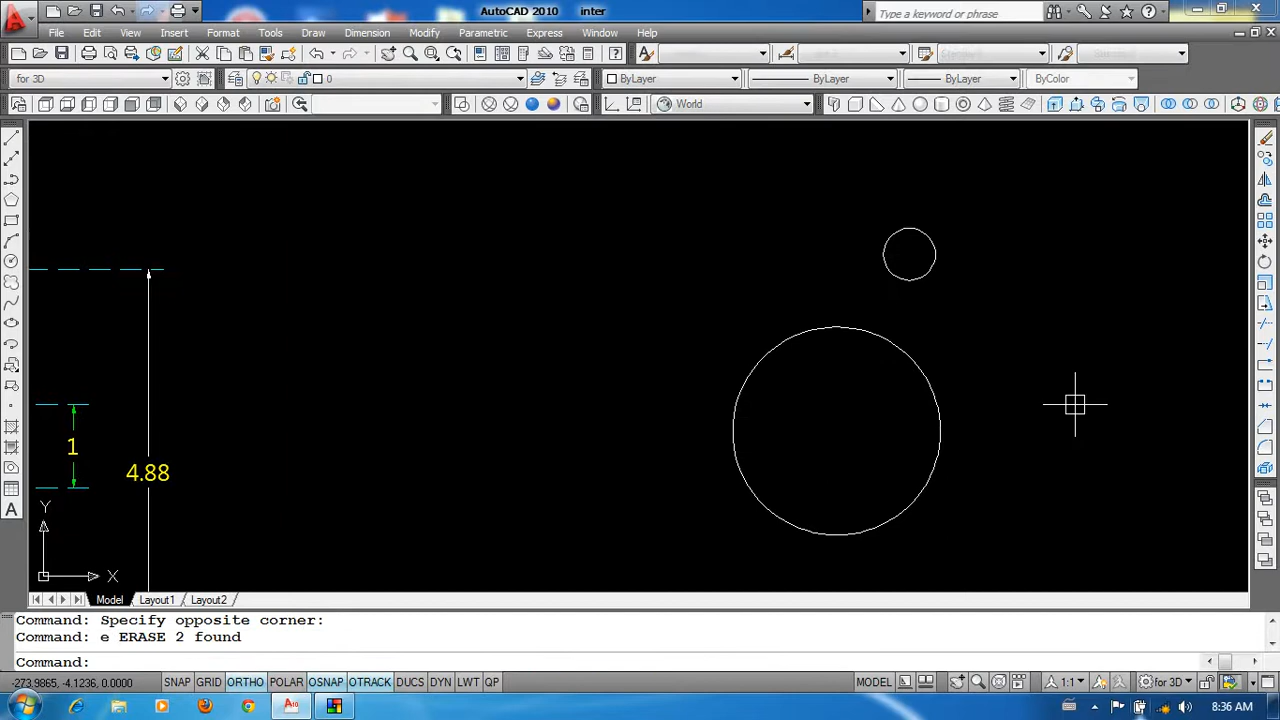 AutoCAD 2010 inter
Type a keyword or phrase
File Edit View Insert Format Tools Draw Dimension Modify Parametric Express Window Help
for 3D
0
ByLayer
ByLayer
ByLayer
ByColor
World
1
4.88
Y
X
Model
Layout1
Layout2
Command: Specify opposite corner:
Command: e ERASE 2 found
Command:
-273.9865, -4.1236, 0.0000
SNAP GRID ORTHO POLAR OSNAP OTRACK DUCS DYN LWT QP
MODEL
1:1
for 3D
8:36 AM